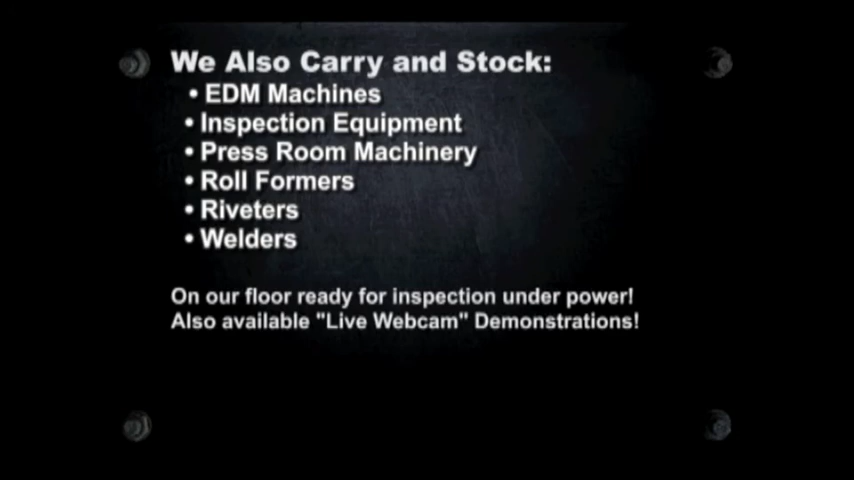 We Also Carry and Stock:
• EDM Machines
• Inspection Equipment
• Press Room Machinery
• Roll Formers
• Riveters
• Welders
On our floor ready for inspection under power!
Also available "Live Webcam" Demonstrations!